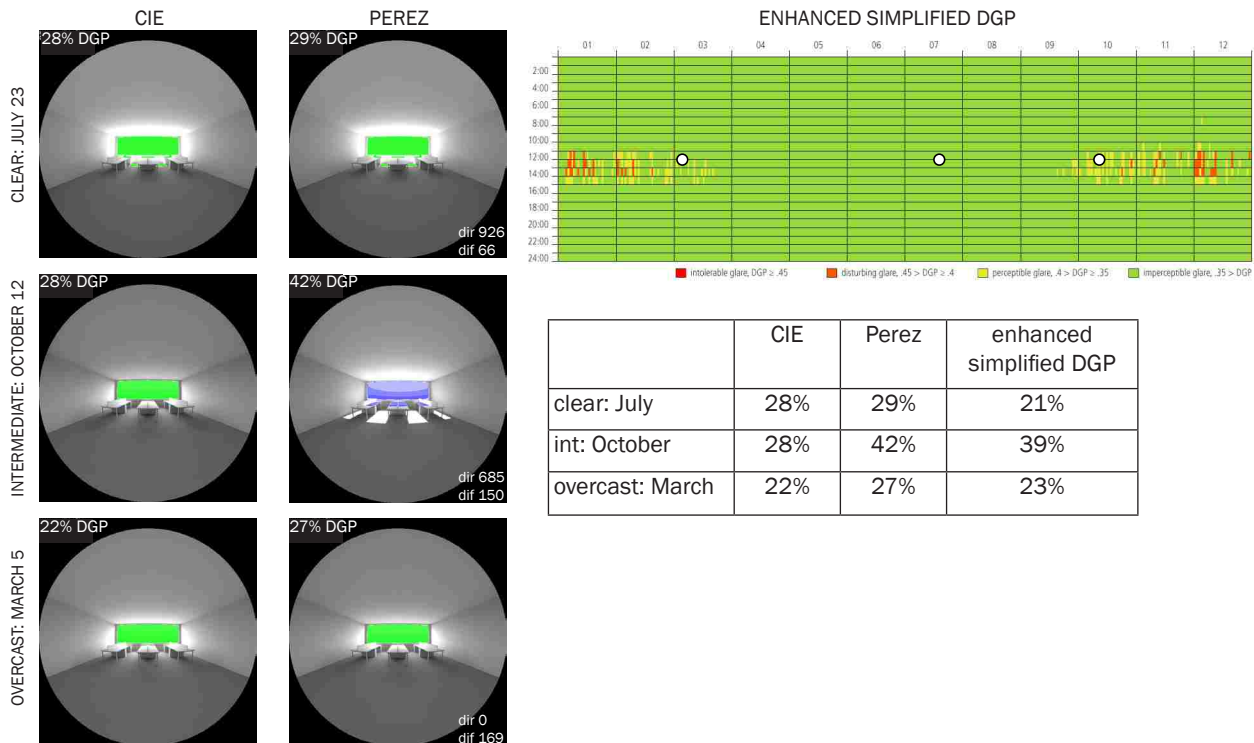 CIE
PEREZ
ENHANCED SIMPLIFIED DGP
CLEAR: JULY 23
28% DGP
29% DGP
dir 926
dif 66
INTERMEDIATE: OCTOBER 12
28% DGP
42% DGP
dir 685
dif 150
OVERCAST: MARCH 5
22% DGP
27% DGP
dir 0
dif 169
01 02 03 04 05 06 07 08 09 10 11 12
2:00
4:00
6:00
8:00
10:00
12:00
14:00
16:00
18:00
20:00
22:00
24:00
intolerable glare, DGP ≥ .45 disturbing glare, .45 > DGP ≥ .4 perceptible glare, .4 > DGP ≥ .35 imperceptible glare, .35 > DGP
CIE Perez enhanced
simplified DGP
clear: July 28% 29% 21%
int: October 28% 42% 39%
overcast: March 22% 27% 23%